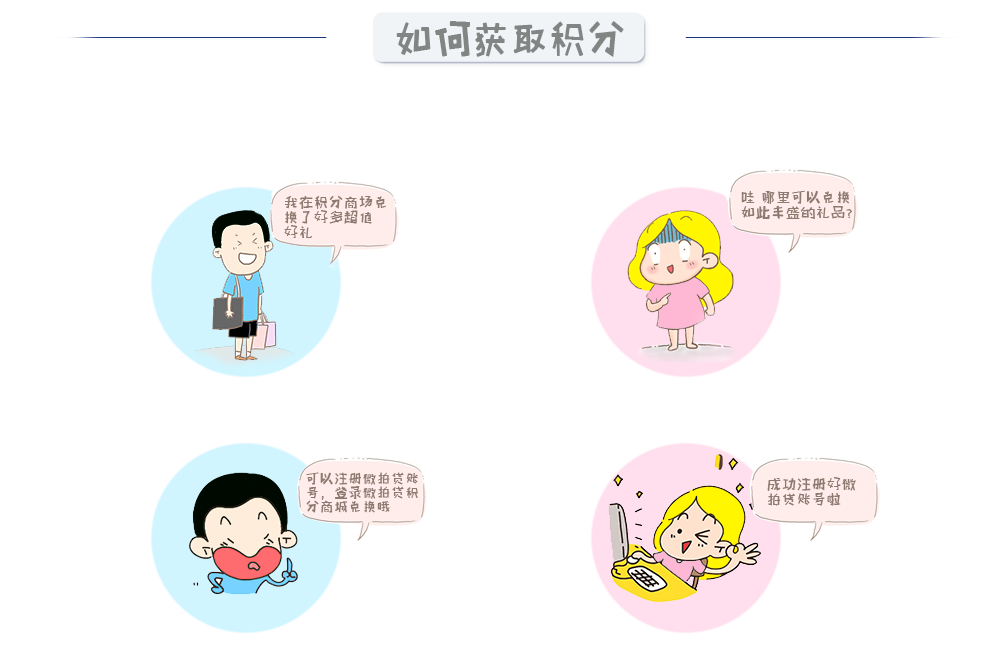 如何获取积分
我在积分商场兑
换了好多超值
好礼
哇 哪里可以兑换
如此丰盛的礼品?
可以注册微拍贷账
号，登录微拍贷积
分商城兑换哦
成功注册好微
拍贷账号啦